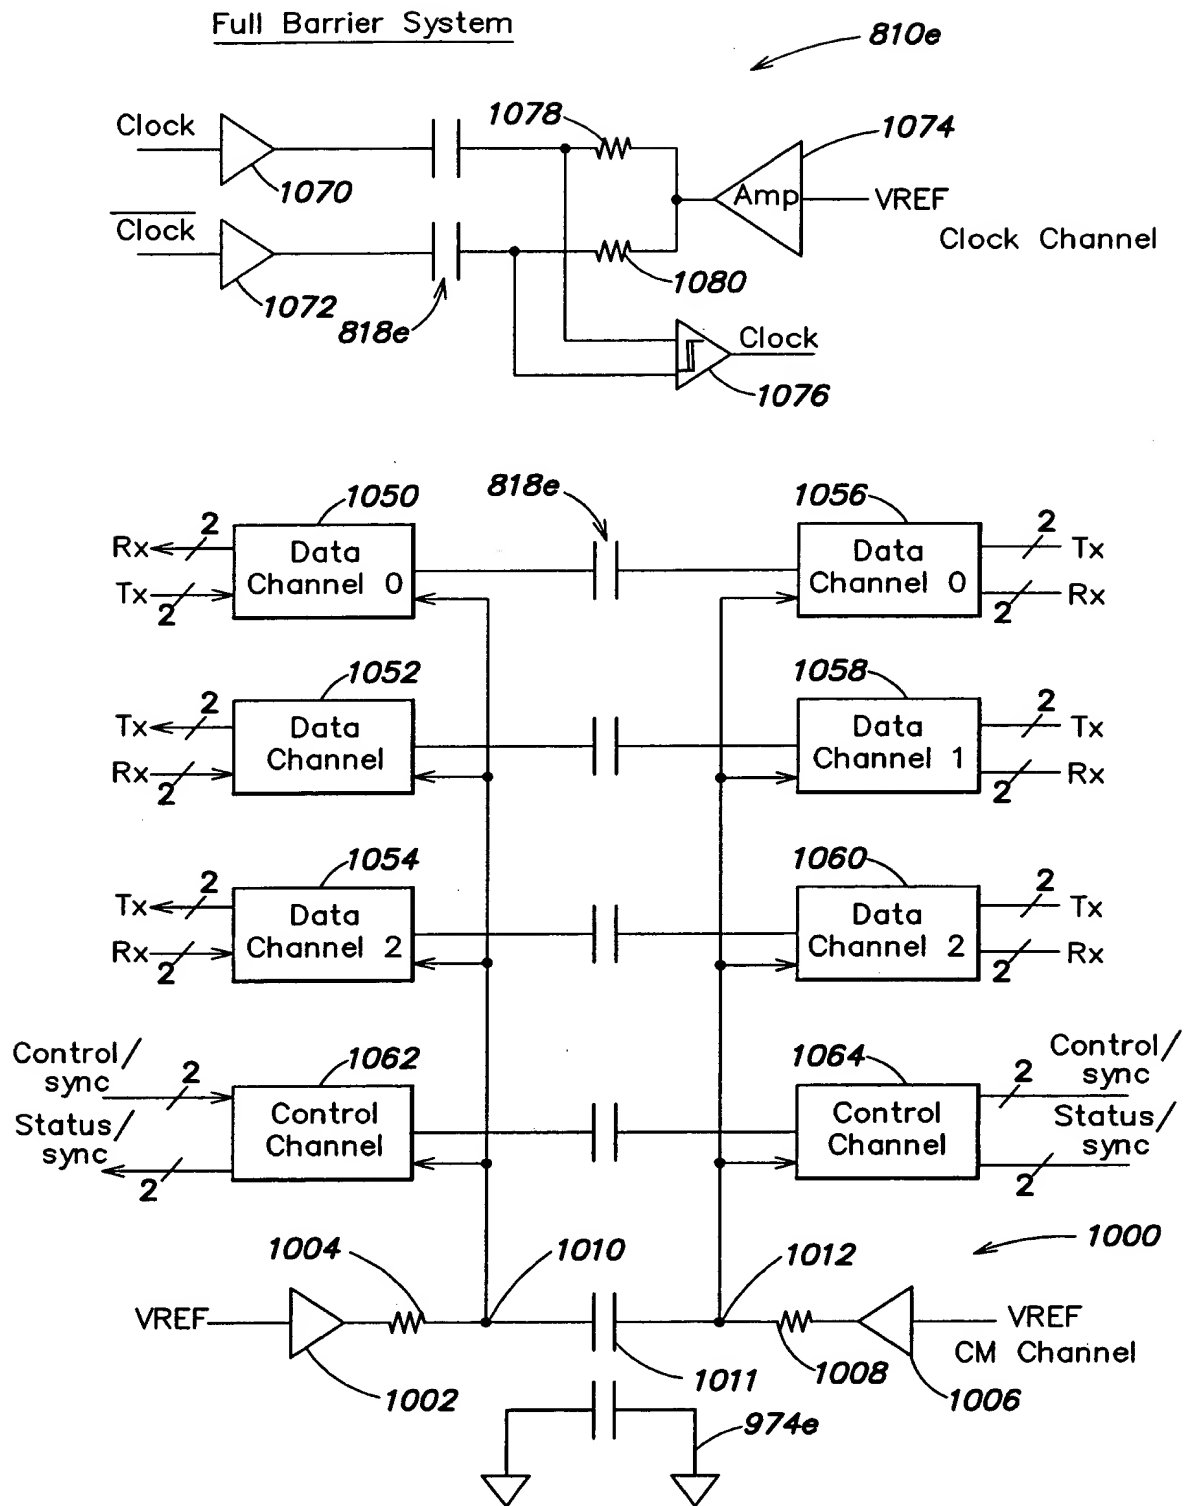 Full Barrier System
810e
Clock
1070
1078
1074
Amp
VREF
Clock Channel
Clock
1072
818e
1080
Clock
1076
818e
1050
Rx
2
Tx
2
Data
Channel 0
1056
Data
Channel 0
2
Tx
2
Rx
1052
Tx
2
Rx
2
Data
Channel
1058
Data
Channel 1
2
Tx
2
Rx
1054
Tx
2
Rx
2
Data
Channel 2
1060
Data
Channel 2
2
Tx
2
Rx
Control/
sync
2
Status/
sync
2
1062
Control
Channel
1064
Control
Channel
2
Control/
sync
2
Status/
sync
1000
1004
1010
1012
VREF
1002
1011
1008
1006
VREF
CM Channel
974e